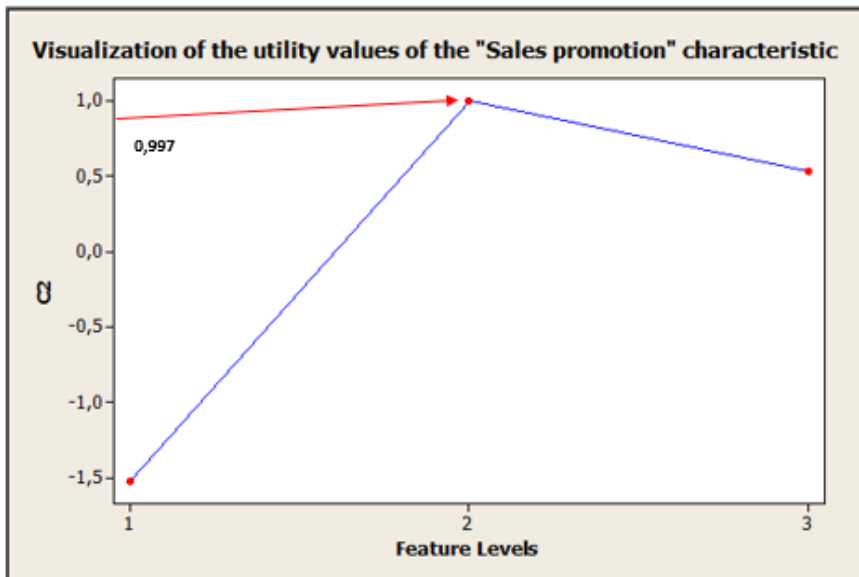 Visualization of the utility values of the "Sales promotion" characteristic
1,0
0,997
0,5
0,0
C2
-0,5
-1,0
-1,5
1 2 3
Feature Levels